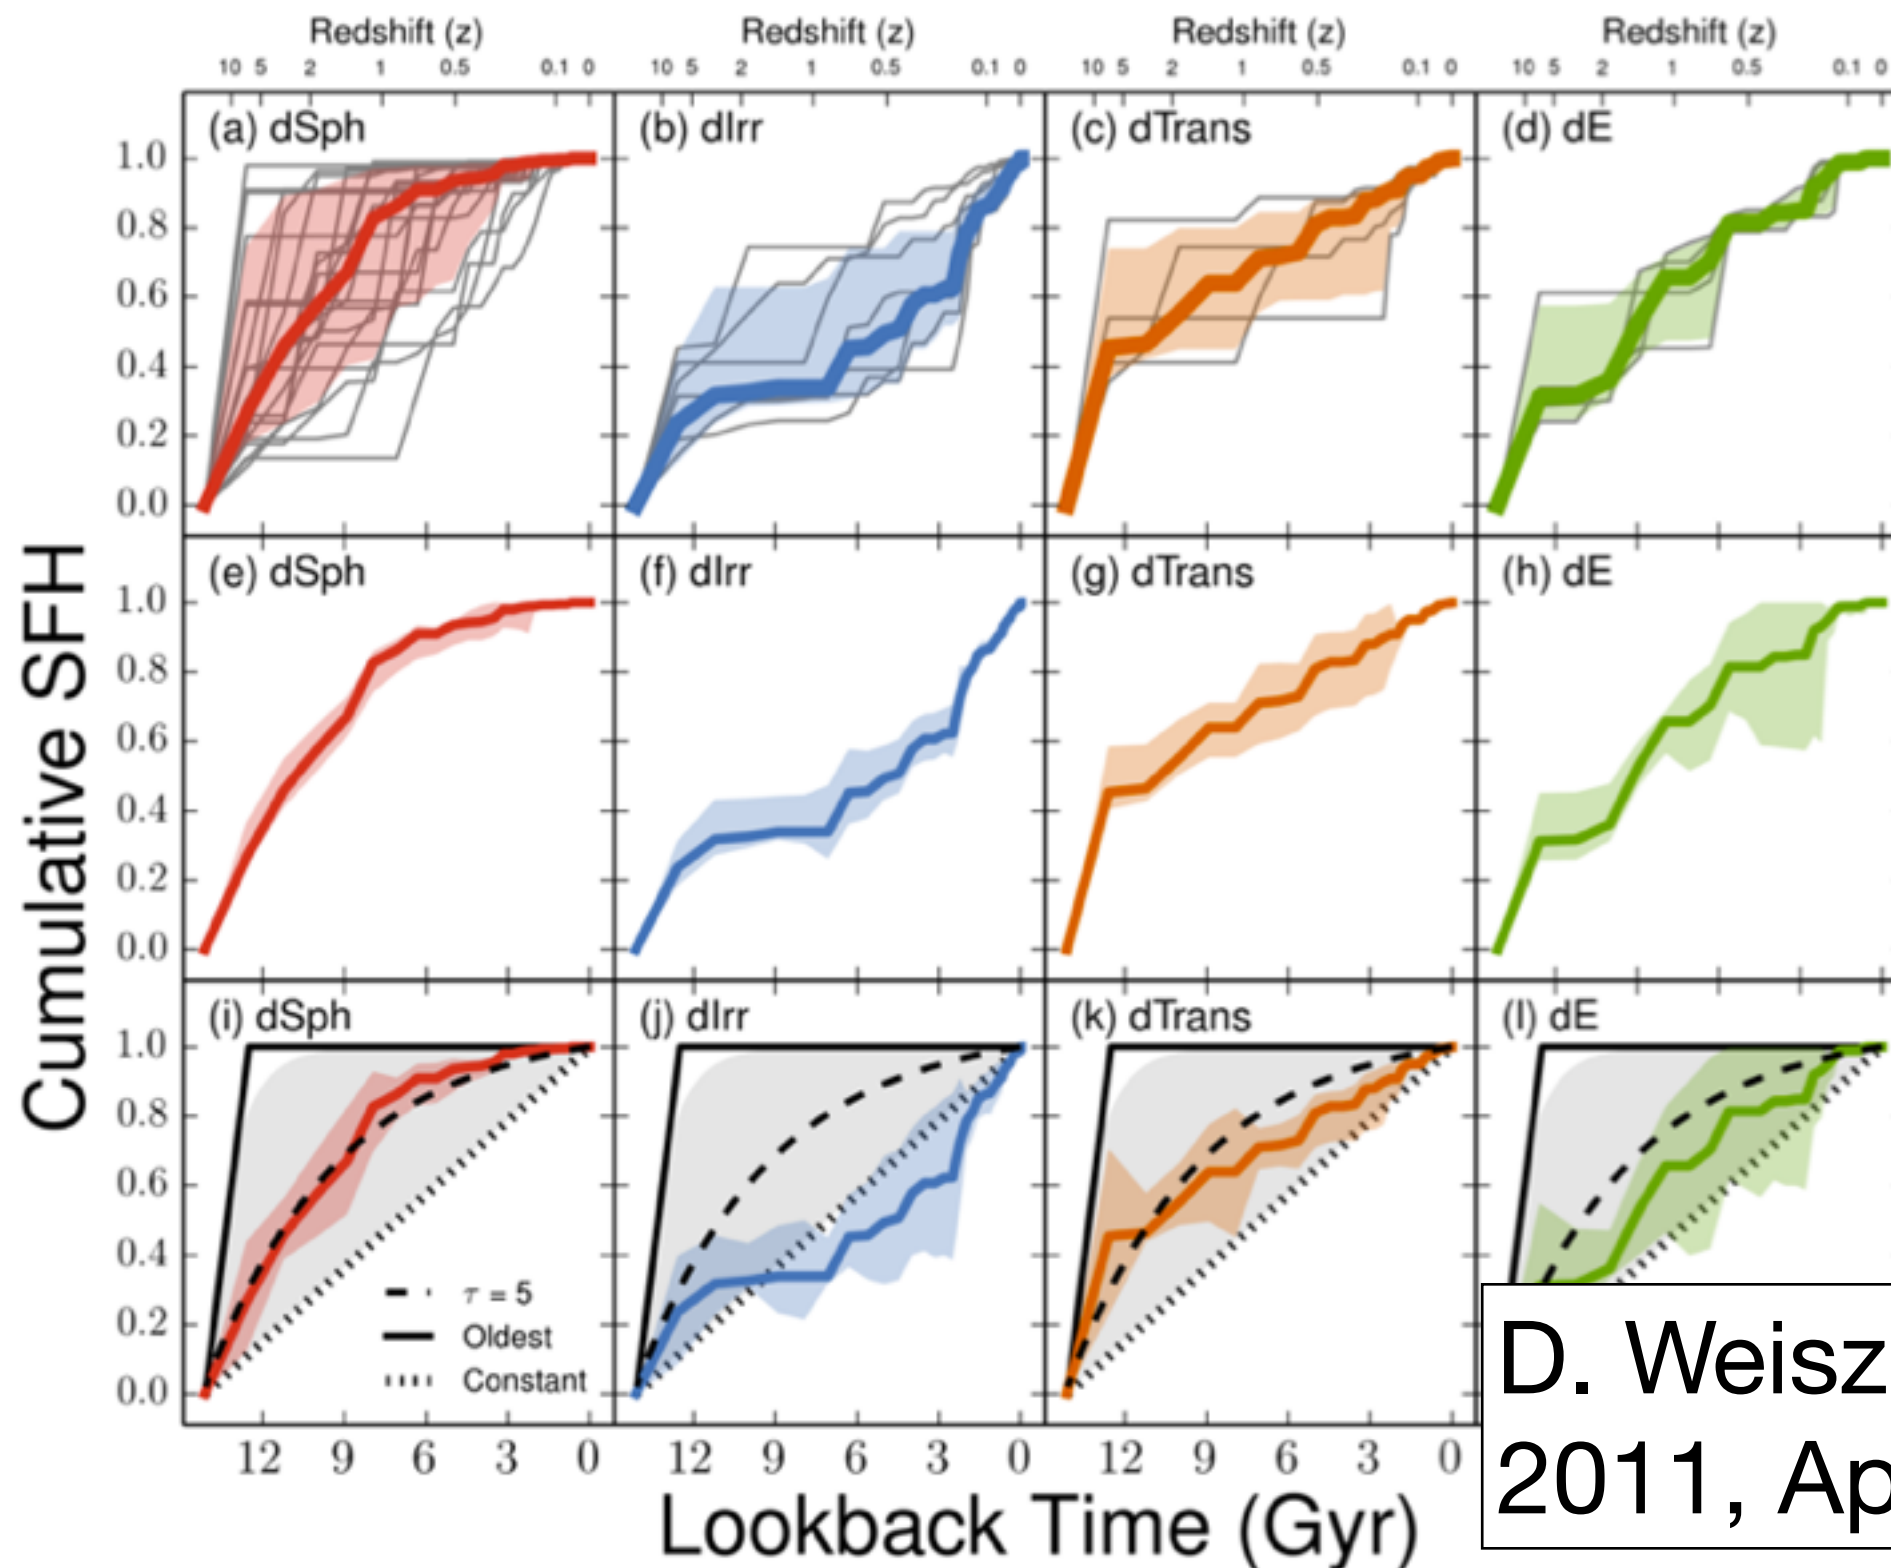 Redshift (z) Redshift (z) Redshift (z) Redshift (z)
10 5 2 1 0.5 0.1 0 10 5 2 1 0.5 0.1 0 10 5 2 1 0.5 0.1 0 10 5 2 1 0.5 0.1 0
(a) dSph (b) dIrr (c) dTrans (d) dE
1.0
0.8
0.6
0.4
0.2
0.0
(e) dSph (f) dIrr (g) dTrans (h) dE
1.0
0.8
0.6
0.4
0.2
0.0
Cumulative SFH
(i) dSph (j) dIrr (k) dTrans (l) dE
1.0
0.8
0.6
0.4
0.2
0.0
τ = 5
Oldest
Constant
12 9 6 3 0 12 9 6 3 0 12 9 6 3 0
Lookback Time (Gyr)
D. Weisz
2011, Ap